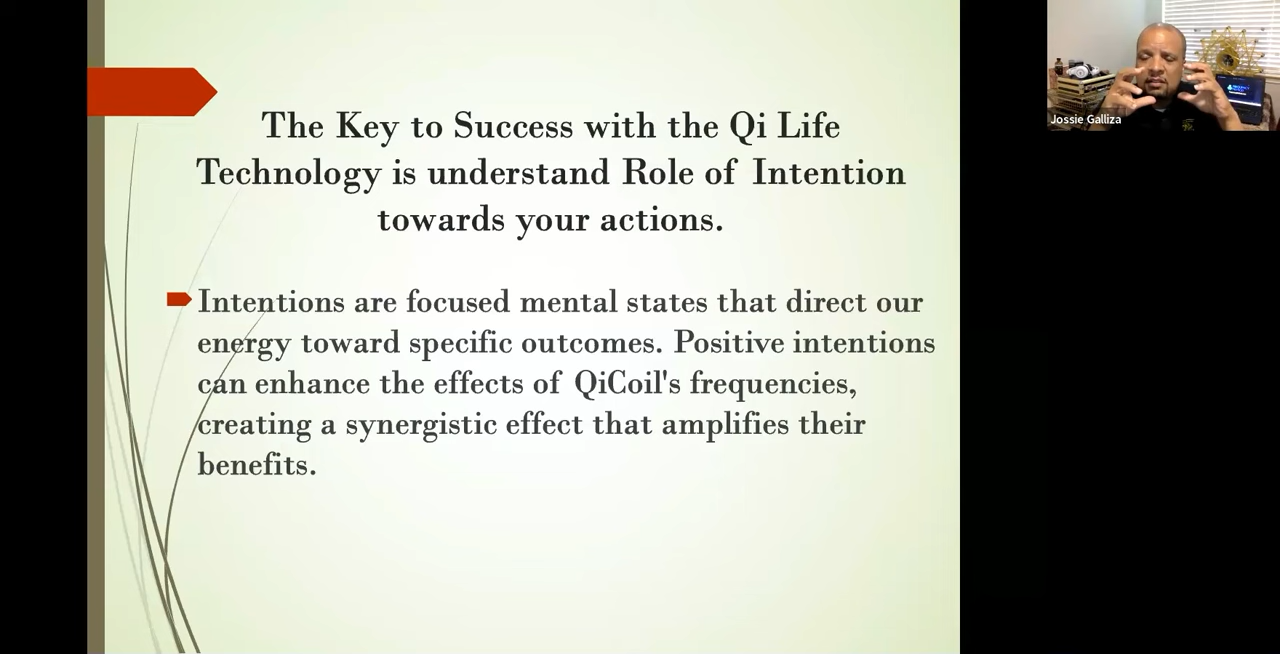 The Key to Success with the Qi Life
Technology is understand Role of Intention
towards your actions.
Intentions are focused mental states that direct our
energy toward specific outcomes. Positive intentions
can enhance the effects of QiCoil's frequencies,
creating a synergistic effect that amplifies their
benefits.
Jossie Galliza